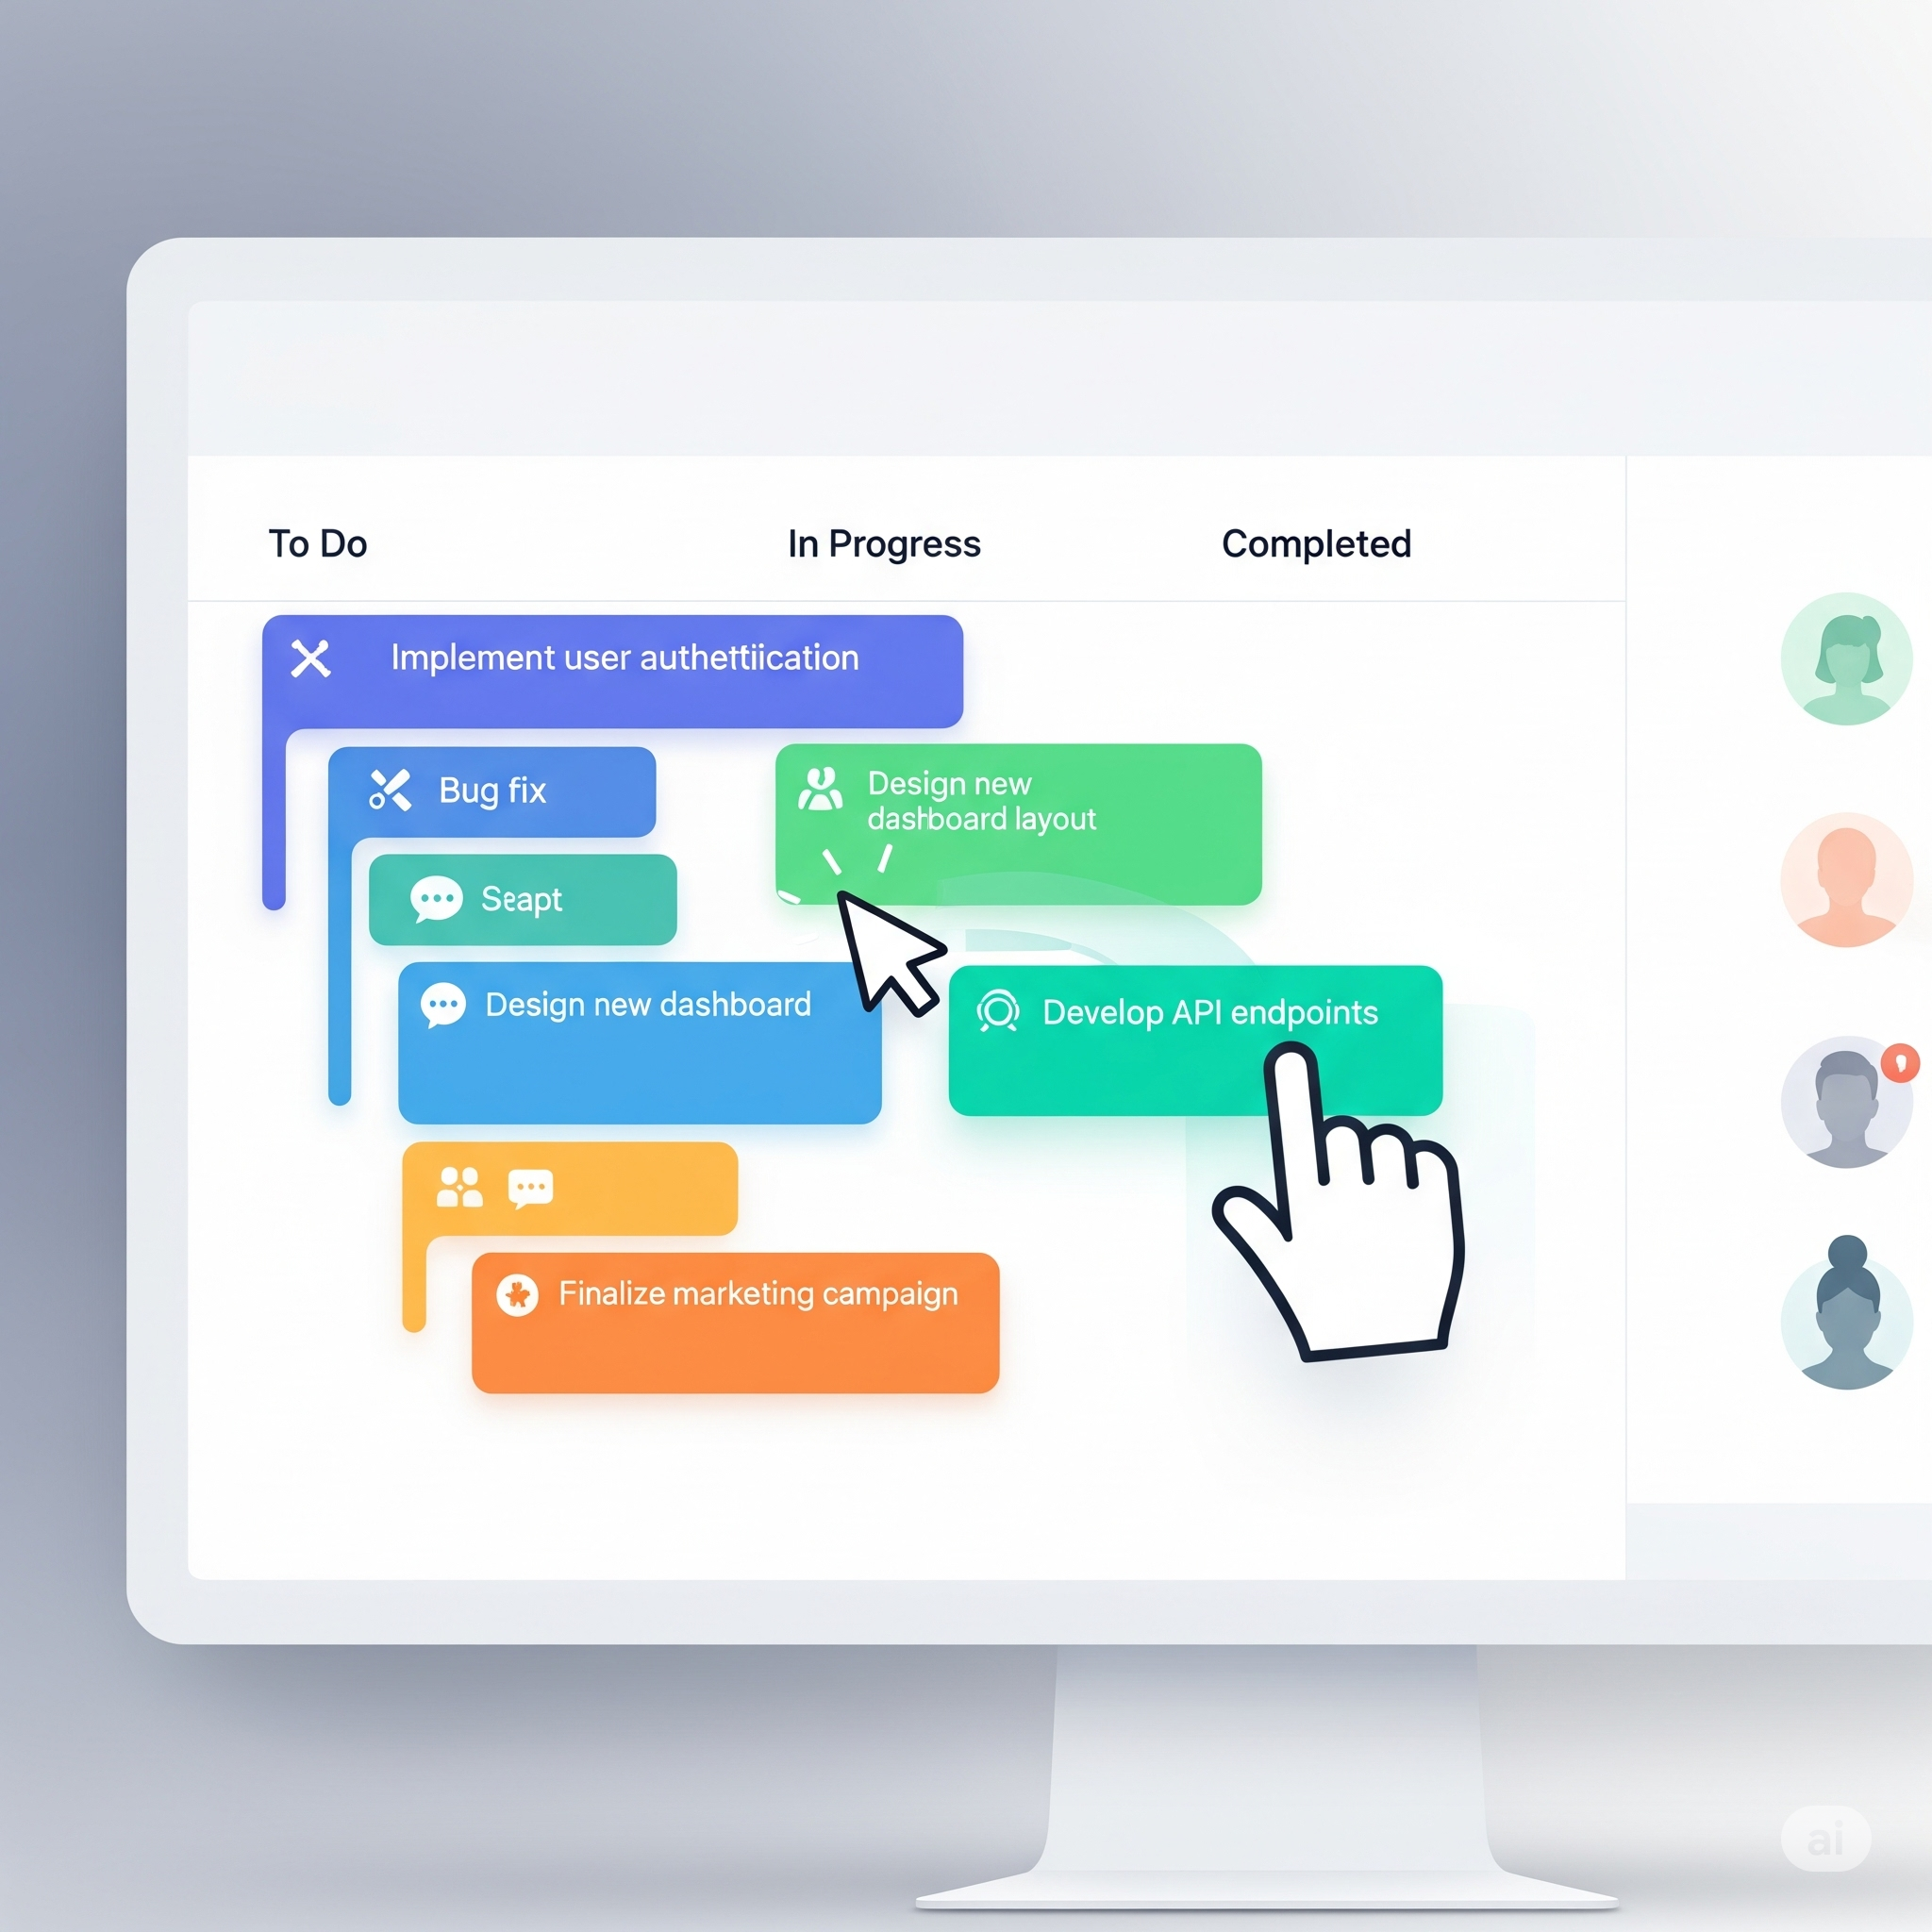 To Do
In Progress
Completed
Implement user authettiication
Bug fix
Design new
dashboard layout
Seapt
Design new dashboard
Develop API endpoints
Finalize marketing campaign
ai